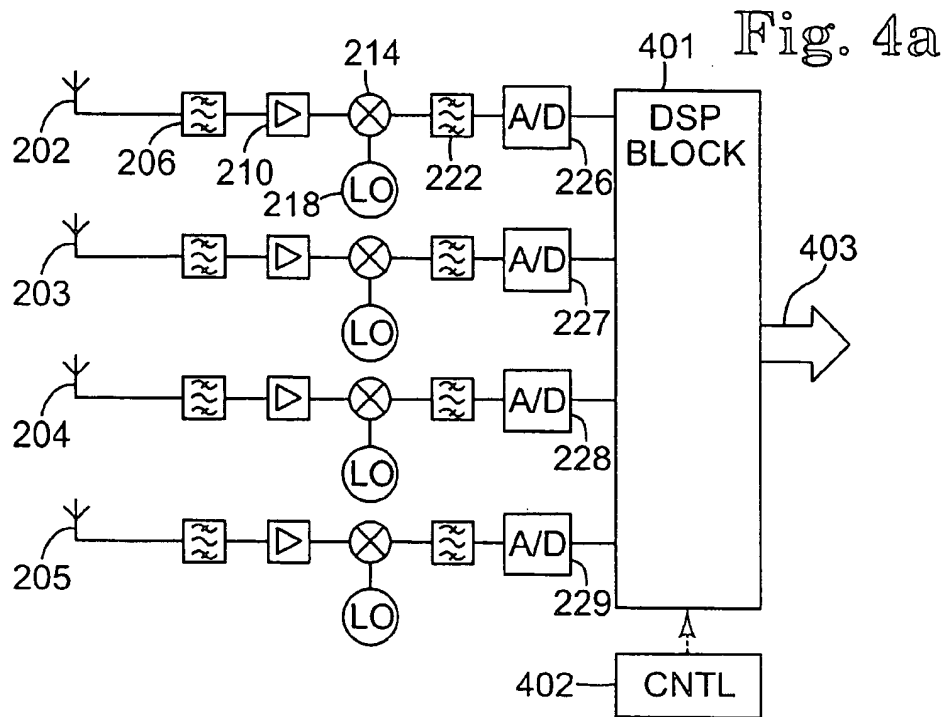 Fig. 4a
214
401
202
206
210
218
LO
222
A/D
226
DSP
BLOCK
203
LO
A/D
227
403
204
LO
A/D
228
205
LO
A/D
229
402
CNTL